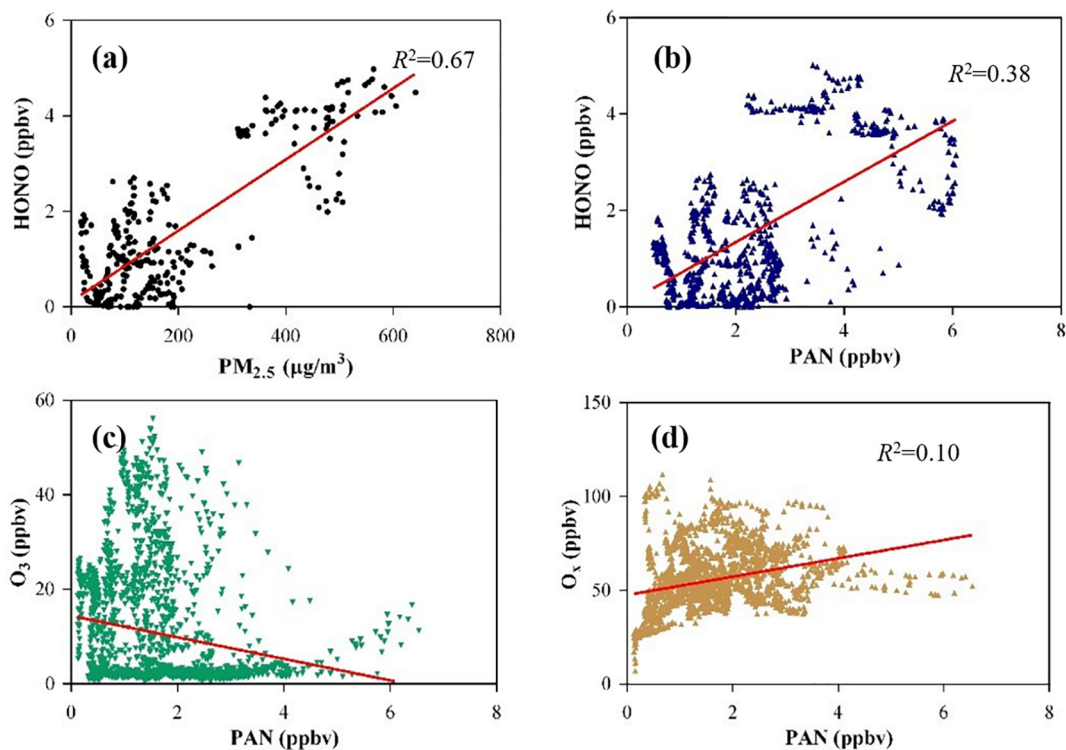 (a)
R²=0.67
HONO (ppbv)
6
4
2
0
0 200 400 600 800
PM₂.₅ (μg/m³)
(b)
R²=0.38
HONO (ppbv)
6
4
2
0
0 2 4 6 8
PAN (ppbv)
(c)
O₃ (ppbv)
60
40
20
0
0 2 4 6 8
PAN (ppbv)
(d)
R²=0.10
Oₓ (ppbv)
150
100
50
0
0 2 4 6 8
PAN (ppbv)